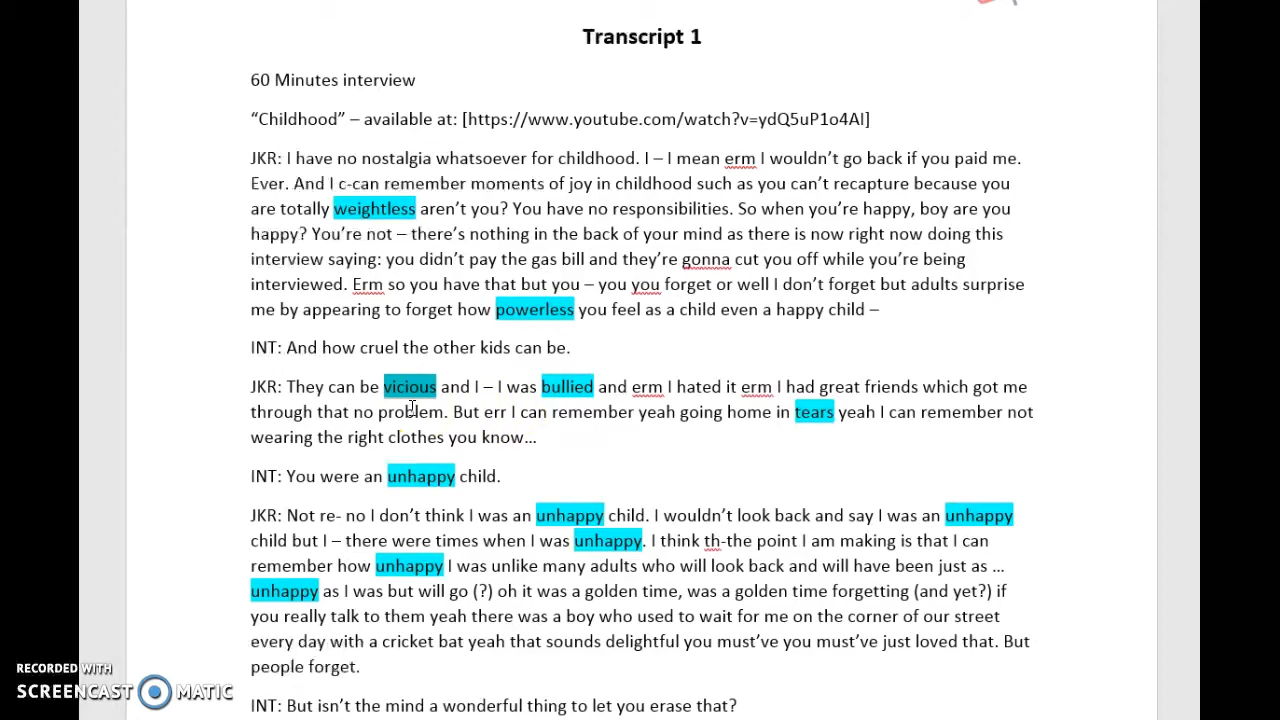 Transcript 1
60 Minutes interview
“Childhood” – available at: [https://www.youtube.com/watch?v=ydQ5uP1o4AI]
JKR: I have no nostalgia whatsoever for childhood. I – I mean erm I wouldn’t go back if you paid me.
Ever. And I c-can remember moments of joy in childhood such as you can’t recapture because you
are totally weightless aren’t you? You have no responsibilities. So when you’re happy, boy are you
happy? You’re not – there’s nothing in the back of your mind as there is now right now doing this
interview saying: you didn’t pay the gas bill and they’re gonna cut you off while you’re being
interviewed. Erm so you have that but you – you you forget or well I don’t forget but adults surprise
me by appearing to forget how powerless you feel as a child even a happy child –
INT: And how cruel the other kids can be.
JKR: They can be vicious and I – I was bullied and erm I hated it erm I had great friends which got me
through that no problem. But err I can remember yeah going home in tears yeah I can remember not
wearing the right clothes you know…
INT: You were an unhappy child.
JKR: Not re- no I don’t think I was an unhappy child. I wouldn’t look back and say I was an unhappy
child but I – there were times when I was unhappy. I think th-the point I am making is that I can
remember how unhappy I was unlike many adults who will look back and will have been just as …
unhappy as I was but will go (?) oh it was a golden time, was a golden time forgetting (and yet?) if
you really talk to them yeah there was a boy who used to wait for me on the corner of our street
every day with a cricket bat yeah that sounds delightful you must’ve you must’ve just loved that. But
people forget.
INT: But isn’t the mind a wonderful thing to let you erase that?
RECORDED WITH
SCREENCAST MATIC